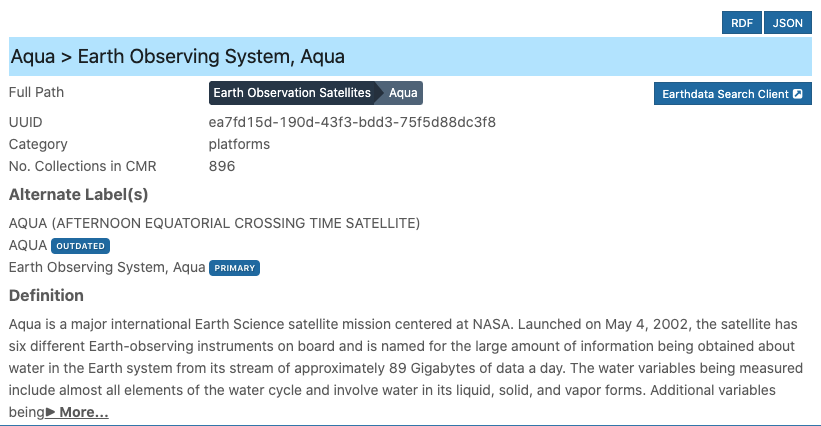 RDF JSON
Aqua > Earth Observing System, Aqua
Full Path Earth Observation Satellites Aqua Earthdata Search Client
UUID ea7fd15d-190d-43f3-bdd3-75f5d88dc3f8
Category platforms
No. Collections in CMR 896
Alternate Label(s)
AQUA (AFTERNOON EQUATORIAL CROSSING TIME SATELLITE)
AQUA OUTDATED
Earth Observing System, Aqua PRIMARY
Definition
Aqua is a major international Earth Science satellite mission centered at NASA. Launched on May 4, 2002, the satellite has
six different Earth-observing instruments on board and is named for the large amount of information being obtained about
water in the Earth system from its stream of approximately 89 Gigabytes of data a day. The water variables being measured
include almost all elements of the water cycle and involve water in its liquid, solid, and vapor forms. Additional variables
being▶ More...